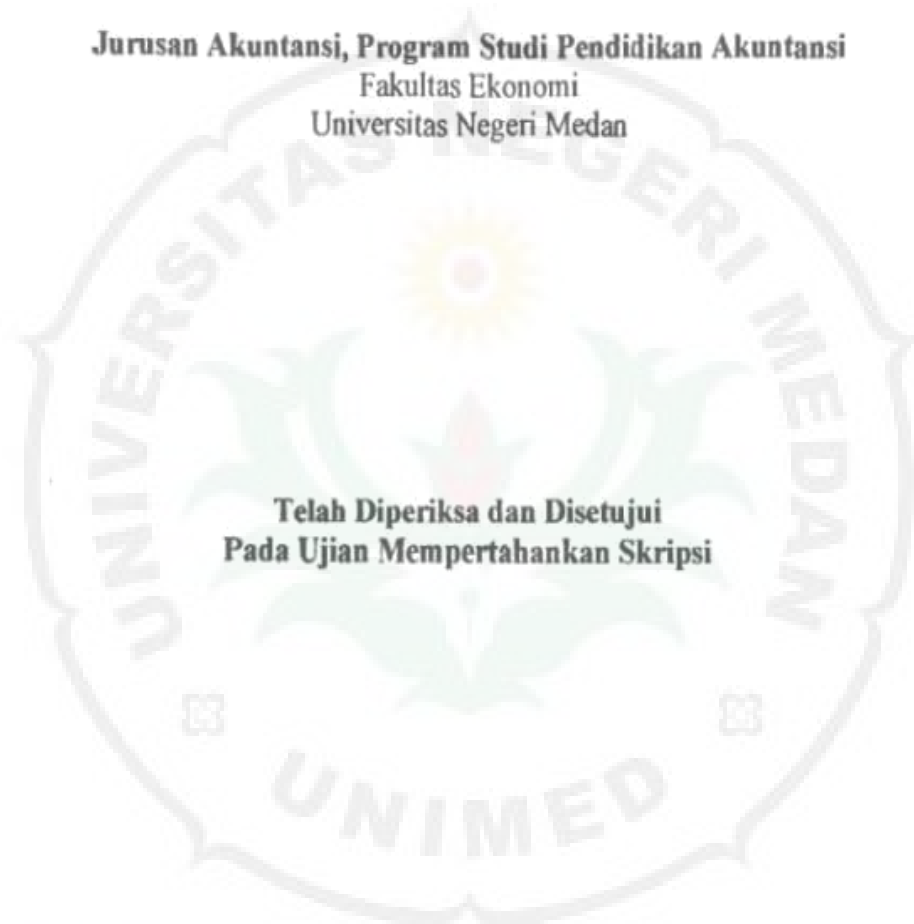 Jurusan Akuntansi, Program Studi Pendidikan Akuntansi
Fakultas Ekonomi
Universitas Negeri Medan
UNIVERSITAS NEGERI MEDAN
Telah Diperiksa dan Disetujui
Pada Ujian Mempertahankan Skripsi
UNIMED